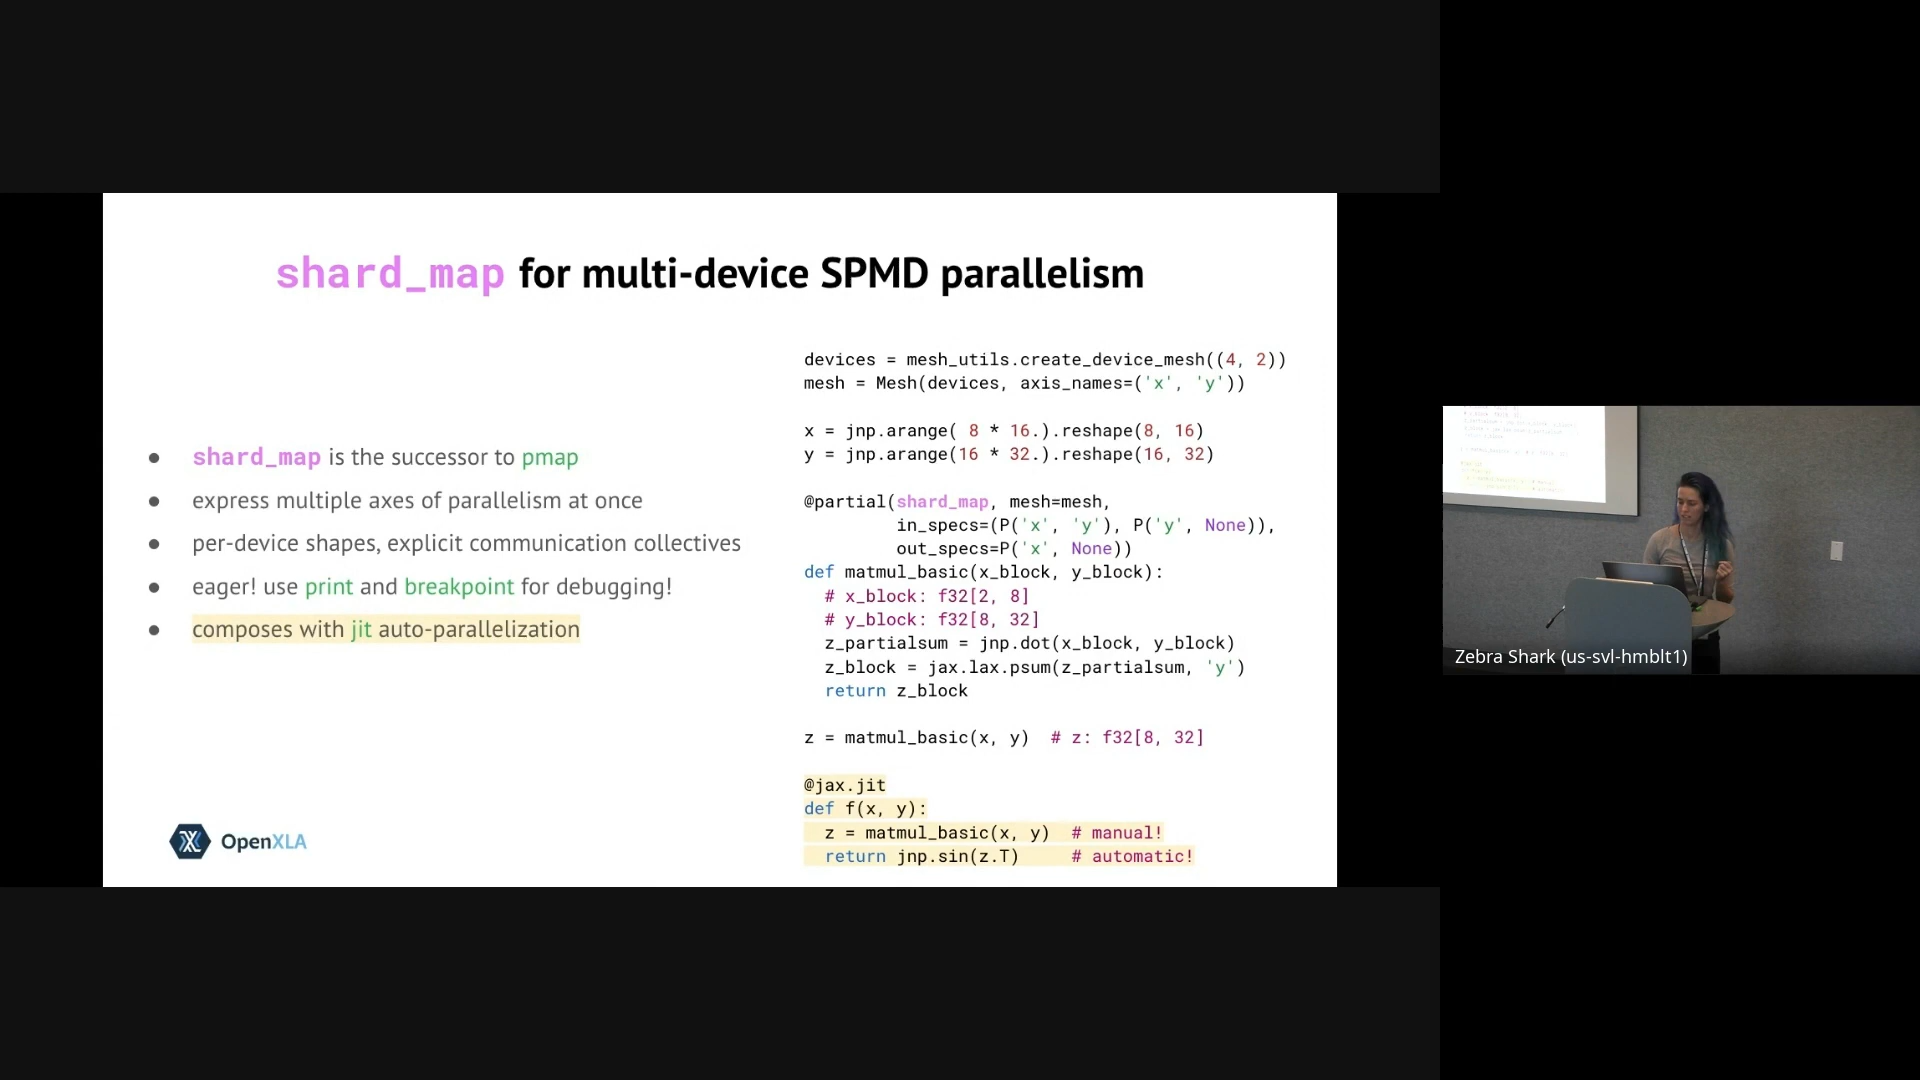 shard_map for multi-device SPMD parallelism
● shard_map is the successor to pmap
● express multiple axes of parallelism at once
● per-device shapes, explicit communication collectives
● eager! use print and breakpoint for debugging!
● composes with jit auto-parallelization
devices = mesh_utils.create_device_mesh((4, 2))
mesh = Mesh(devices, axis_names=('x', 'y'))
x = jnp.arange( 8 * 16.).reshape(8, 16)
y = jnp.arange(16 * 32.).reshape(16, 32)
@partial(shard_map, mesh=mesh,
in_specs=(P('x', 'y'), P('y', None)),
out_specs=P('x', None))
def matmul_basic(x_block, y_block):
# x_block: f32[2, 8]
# y_block: f32[8, 32]
z_partialsum = jnp.dot(x_block, y_block)
z_block = jax.lax.psum(z_partialsum, 'y')
return z_block
z = matmul_basic(x, y)  # z: f32[8, 32]
@jax.jit
def f(x, y):
z = matmul_basic(x, y)  # manual!
return jnp.sin(z.T)     # automatic!
OpenXLA
Zebra Shark (us-svl-hmblt1)